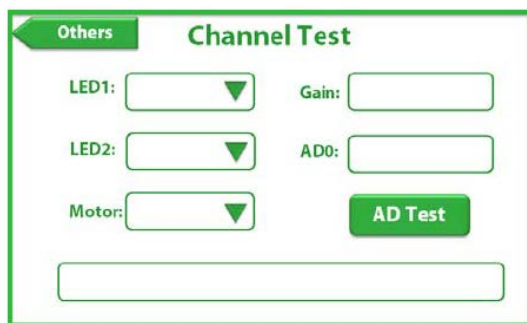 Others
Channel Test
LED1:
Gain:
LED2:
AD0:
Motor:
AD Test